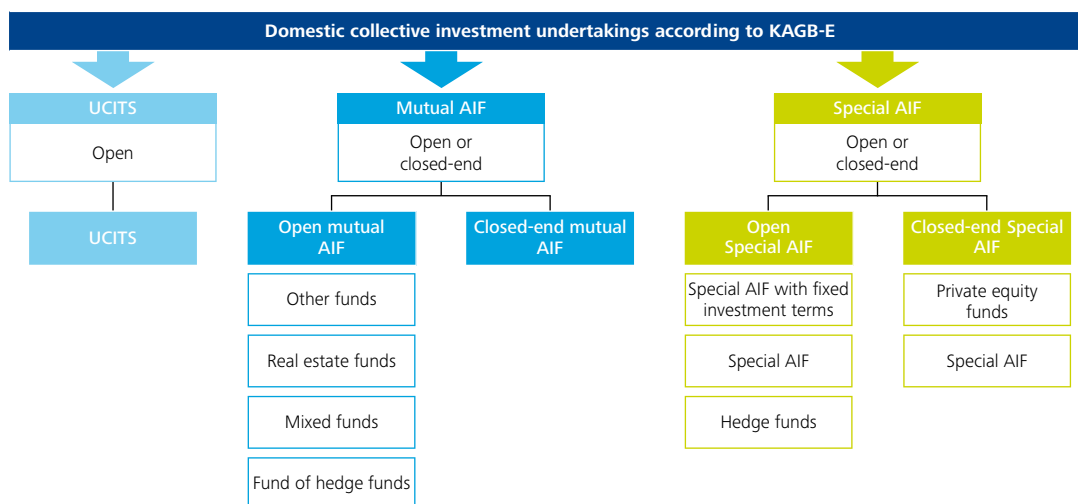 Domestic collective investment undertakings according to KAGB-E
UCITS
Open
UCITS
Mutual AIF
Open or
closed-end
Open mutual
AIF
Other funds
Real estate funds
Mixed funds
Fund of hedge funds
Closed-end mutual
AIF
Special AIF
Open or
closed-end
Open
Special AIF
Special AIF with fixed
investment terms
Special AIF
Hedge funds
Closed-end Special
AIF
Private equity
funds
Special AIF